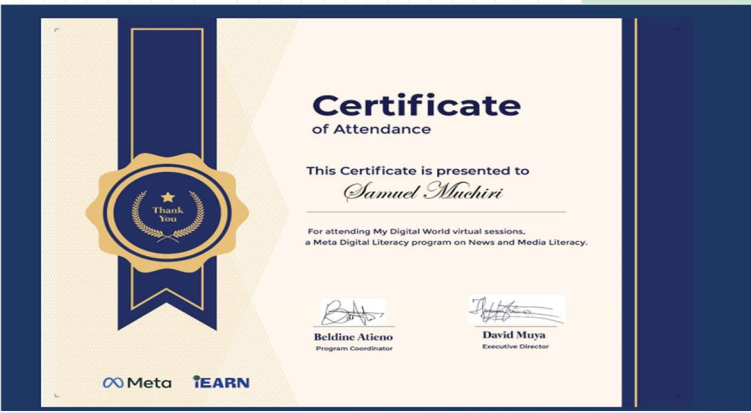 Certificate
of Attendance
This Certificate is presented to
Samuel Muchiri
For attending My Digital World virtual sessions,
a Meta Digital Literacy program on News and Media Literacy.
Thank
You
Beldine Atieno
Program Coordinator
David Muya
Executive Director
Meta
iEARN